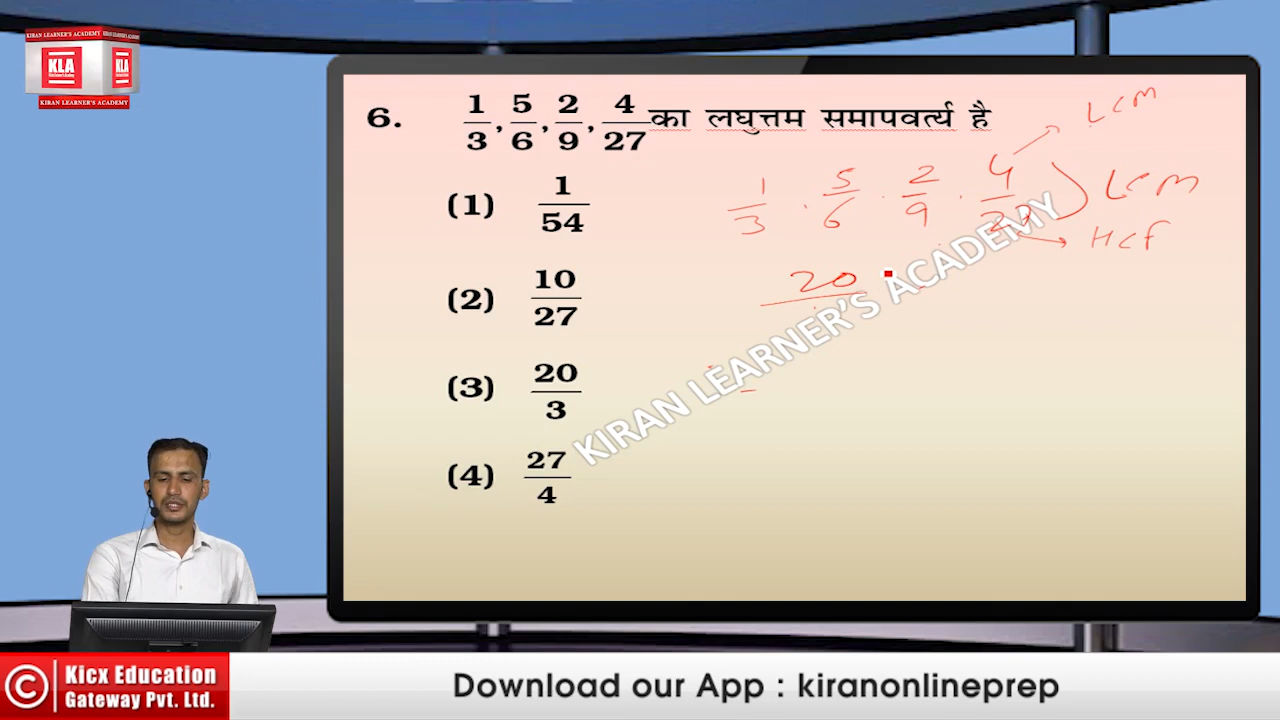 KIRAN LEARNER'S ACADEMY
KLA
KLA
KIRAN LEARNER'S ACADEMY
6. 1/3, 5/6, 2/9, 4/27 का लघुत्तम समापवर्त्य है
(1) 1/54
(2) 10/27
(3) 20/3
(4) 27/4
LCM
1/3 . 5/6 . 2/9 . 4/27 ) LCM
HCF
20
KIRAN LEARNER'S ACADEMY
© Kicx Education
Gateway Pvt. Ltd.
Download our App : kiranonlineprep